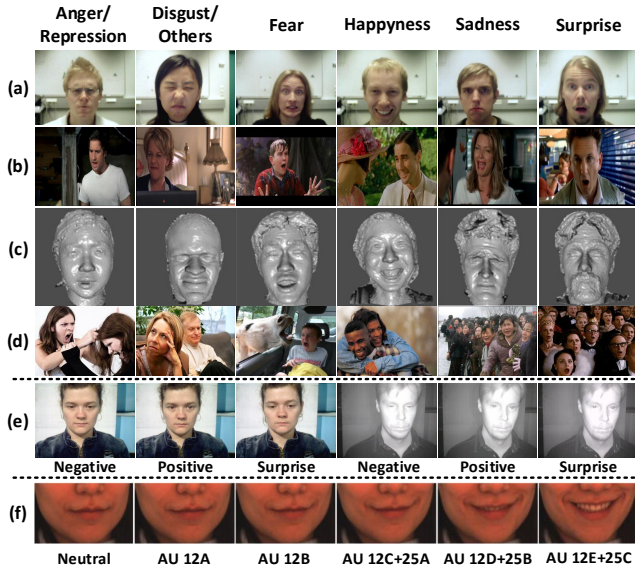 Anger/ Disgust/ Fear Happyness Sadness Surprise
Repression Others
(a)
(b)
(c)
(d)
(e)
Negative Positive Surprise Negative Positive Surprise
(f)
Neutral AU 12A AU 12B AU 12C+25A AU 12D+25B AU 12E+25C